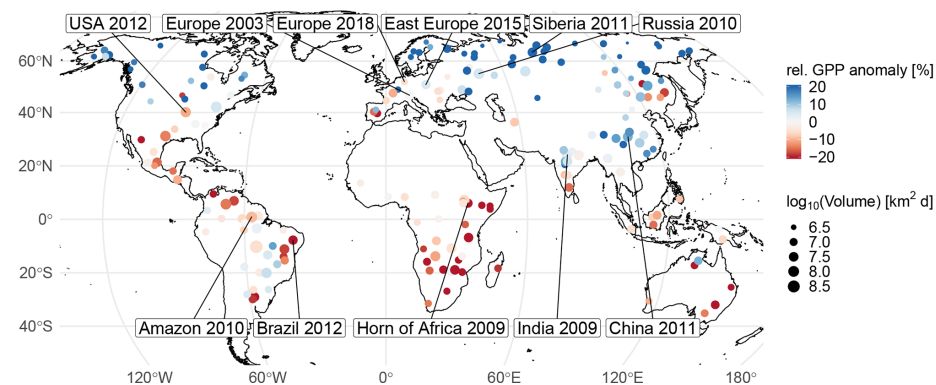 USA 2012 Europe 2003 Europe 2018 East Europe 2015 Siberia 2011 Russia 2010
60°N
40°N
20°N
0°
20°S
40°S
Amazon 2010 Brazil 2012 Horn of Africa 2009 India 2009 China 2011
120°W 60°W 0° 60°E 120°E 180°
rel. GPP anomaly [%]
20
10
0
−10
−20
log10(Volume) [km2 d]
6.5
7.0
7.5
8.0
8.5